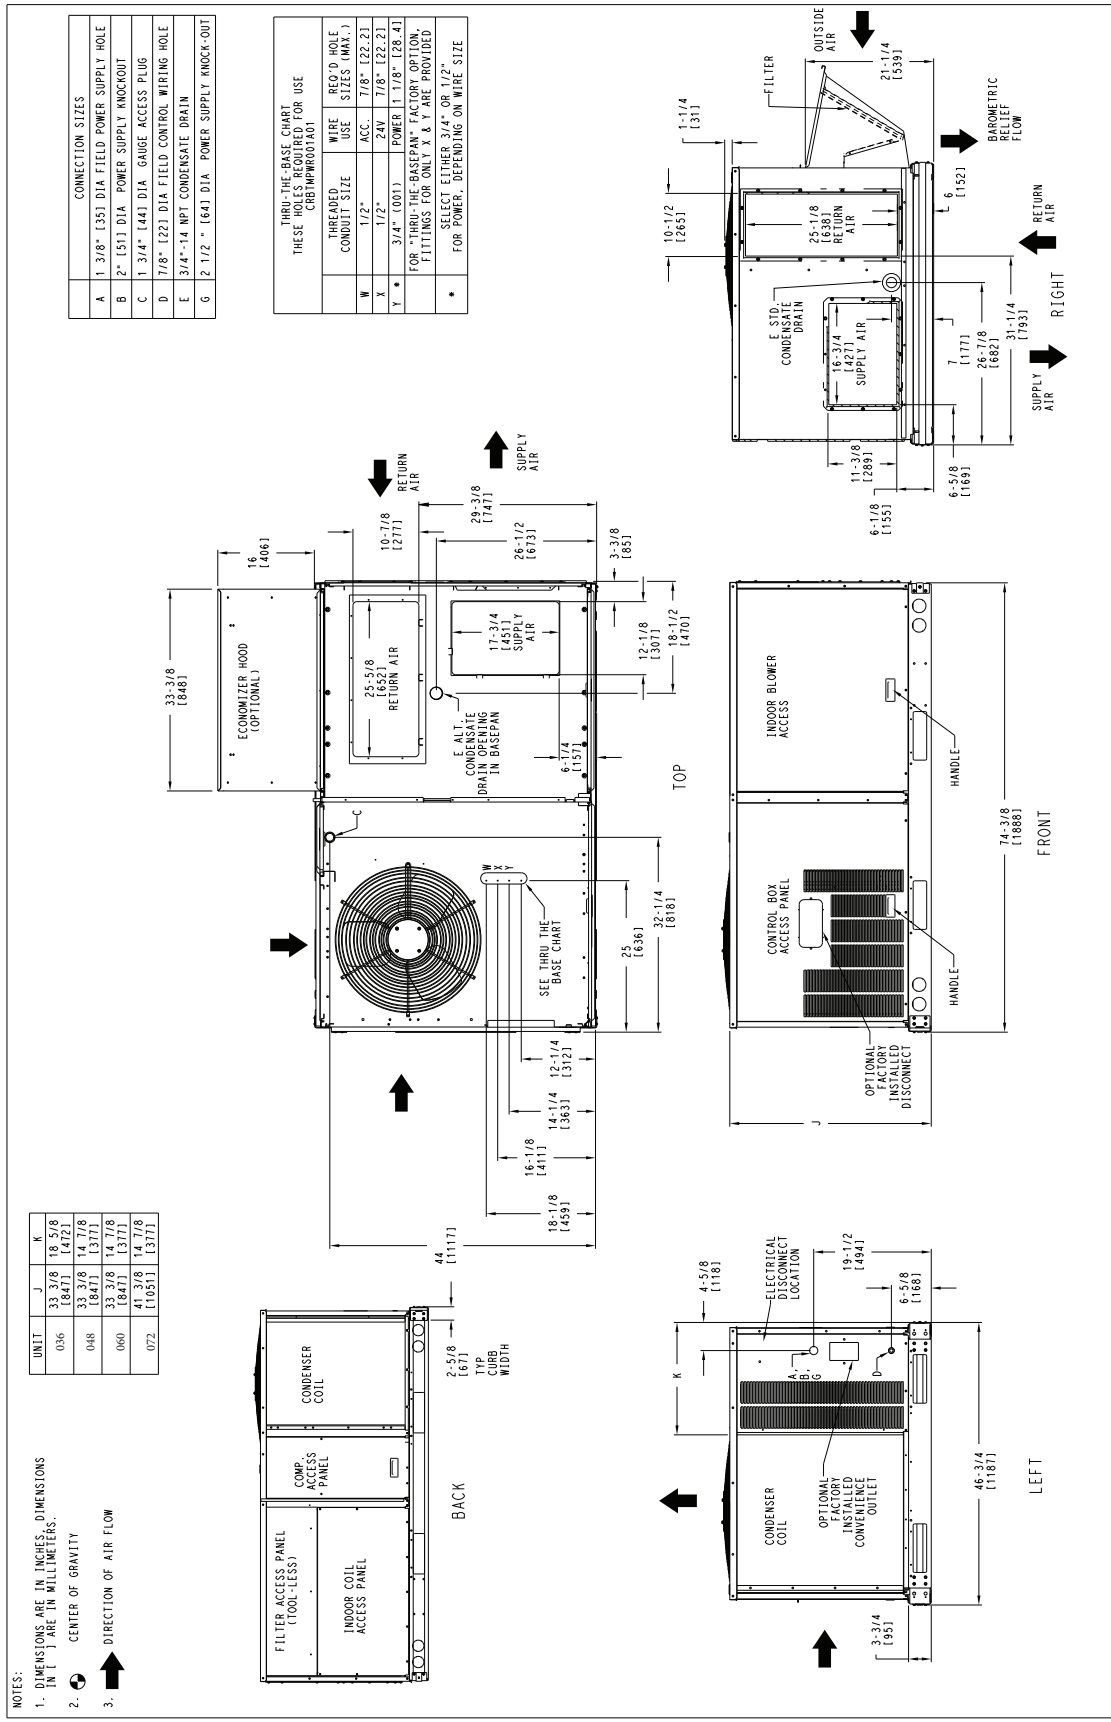 NOTES:
1. DIMENSIONS ARE IN INCHES, DIMENSIONS
IN [ ] ARE IN MILLIMETERS.
2. CENTER OF GRAVITY
3. DIRECTION OF AIR FLOW
UNIT J K
036 33 3/8 [847] 18 5/8 [472]
048 33 3/8 [847] 14 7/8 [377]
060 33 3/8 [847] 14 7/8 [377]
072 41 3/8 [1051] 14 7/8 [377]
CONNECTION SIZES
A 1 3/8" [35] DIA FIELD POWER SUPPLY HOLE
B 2" [51] DIA POWER SUPPLY KNOCKOUT
C 1 3/4" [44] DIA GAUGE ACCESS PLUG
D 7/8" [22] DIA FIELD CONTROL WIRING HOLE
E 3/4"-14 NPT CONDENSATE DRAIN
G 2 1/2 " [64] DIA POWER SUPPLY KNOCK-OUT
THRU-THE-BASE CHART
THESE HOLES REQUIRED FOR USE
CRBTMPWR001A01
THREADED CONDUIT SIZE WIRE USE REQ'D HOLE SIZES (MAX.)
W 1/2" ACC. 7/8" [22.2]
X 1/2" 24V 7/8" [22.2]
Y * 3/4" (001) POWER 1 1/8" [28.4]
FOR "THRU-THE-BASEPAN" FACTORY OPTION,
FITTINGS FOR ONLY X & Y ARE PROVIDED
* SELECT EITHER 3/4" OR 1/2"
FOR POWER, DEPENDING ON WIRE SIZE
FILTER ACCESS PANEL
(TOOL-LESS)
INDOOR COIL
ACCESS PANEL
COMP.
ACCESS
PANEL
CONDENSER
COIL
2-5/8
[67]
TYP
CURB
WIDTH
BACK
33-3/8
[848]
16
[406]
ECONOMIZER HOOD
(OPTIONAL)
25-5/8
[652]
RETURN AIR
17-3/4
[451]
SUPPLY
AIR
E ALT.
CONDENSATE
DRAIN OPENING
IN BASEPAN
C
W
X
Y
SEE THRU THE
BASE CHART
10-7/8
[277]
RETURN
AIR
SUPPLY
AIR
29-3/8
[747]
26-1/2
[673]
3-3/8
[85]
12-1/8
[307]
18-1/2
[470]
6-1/4
[157]
25
[636]
32-1/4
[818]
12-1/4
[312]
14-1/4
[363]
16-1/8
[411]
18-1/8
[459]
44
[1117]
TOP
CONDENSER
COIL
OPTIONAL
FACTORY
INSTALLED
CONVENIENCE
OUTLET
A,
B,
G
D
K
4-5/8
[118]
ELECTRICAL
DISCONNECT
LOCATION
19-1/2
[494]
6-5/8
[168]
3-3/4
[95]
46-3/4
[1187]
LEFT
J
OPTIONAL
FACTORY
INSTALLED
DISCONNECT
CONTROL BOX
ACCESS PANEL
INDOOR BLOWER
ACCESS
HANDLE
HANDLE
74-3/8
[1888]
FRONT
10-1/2
[265]
1-1/4
[31]
FILTER
OUTSIDE
AIR
21-1/4
[539]
BAROMETRIC
RELIEF
FLOW
25-1/8
[638]
RETURN
AIR
E STD.
CONDENSATE
DRAIN
16-3/4
[427]
SUPPLY AIR
11-3/8
[289]
6-1/8
[155]
6-5/8
[169]
7
[177]
26-7/8
[682]
31-1/4
[793]
6
[152]
RETURN
AIR
SUPPLY
AIR
RIGHT